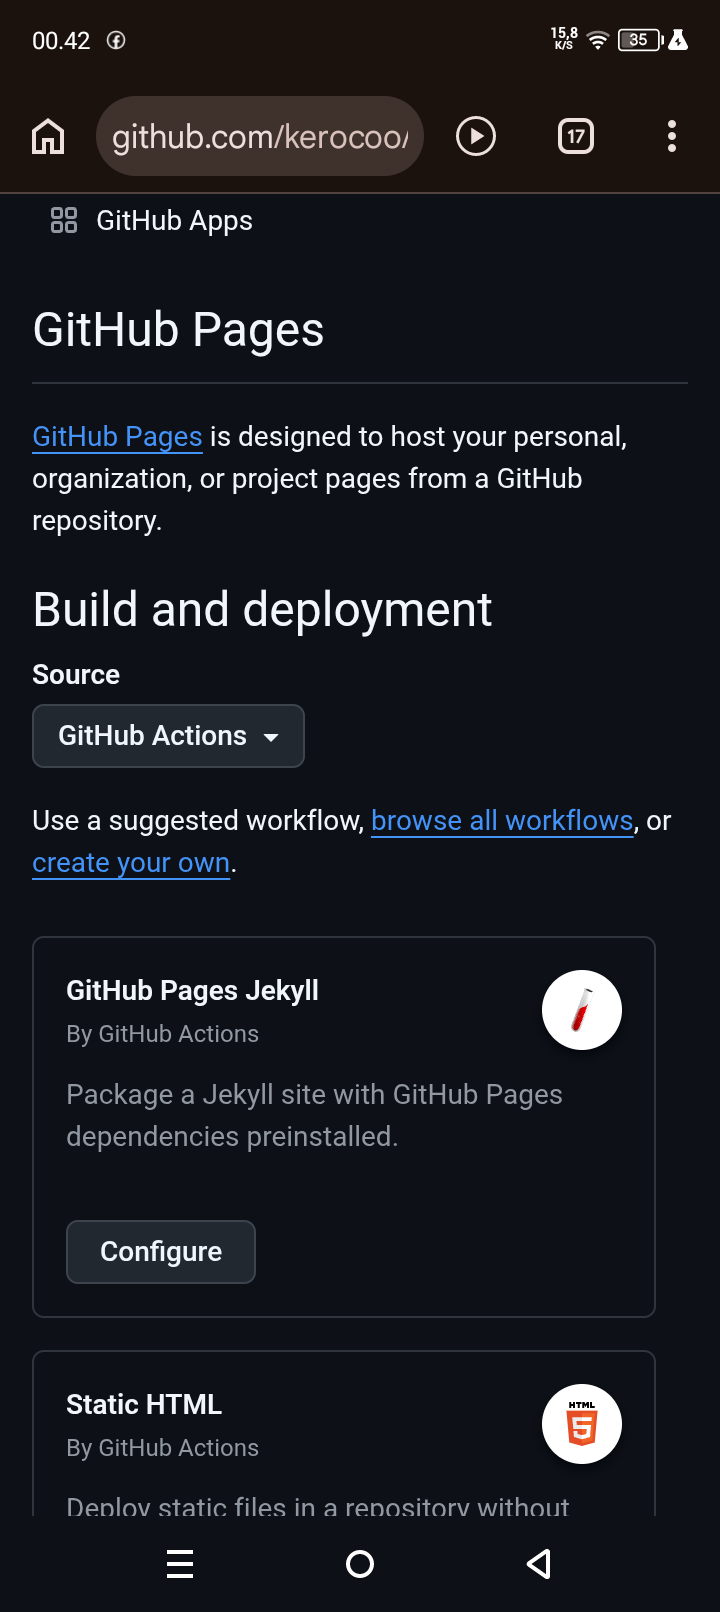 00.42
15,8
K/S
35
github.com/kerocoo/
17
GitHub Apps
GitHub Pages
GitHub Pages is designed to host your personal,
organization, or project pages from a GitHub
repository.
Build and deployment
Source
GitHub Actions
Use a suggested workflow, browse all workflows, or
create your own.
GitHub Pages Jekyll
By GitHub Actions
Package a Jekyll site with GitHub Pages
dependencies preinstalled.
Configure
Static HTML
HTML
5
By GitHub Actions
Deploy static files in a repository without